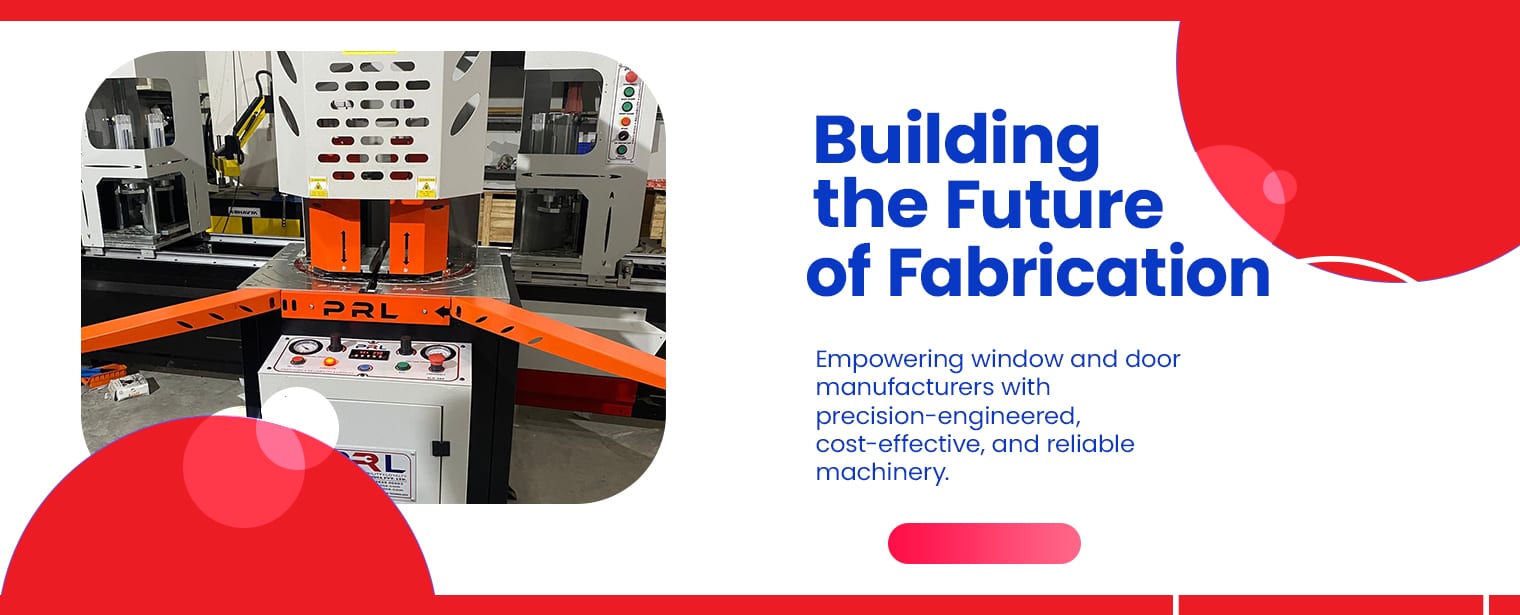 Building
the Future
of Fabrication
Empowering window and door
manufacturers with
precision-engineered,
cost-effective, and reliable
machinery.
PRL
PRL